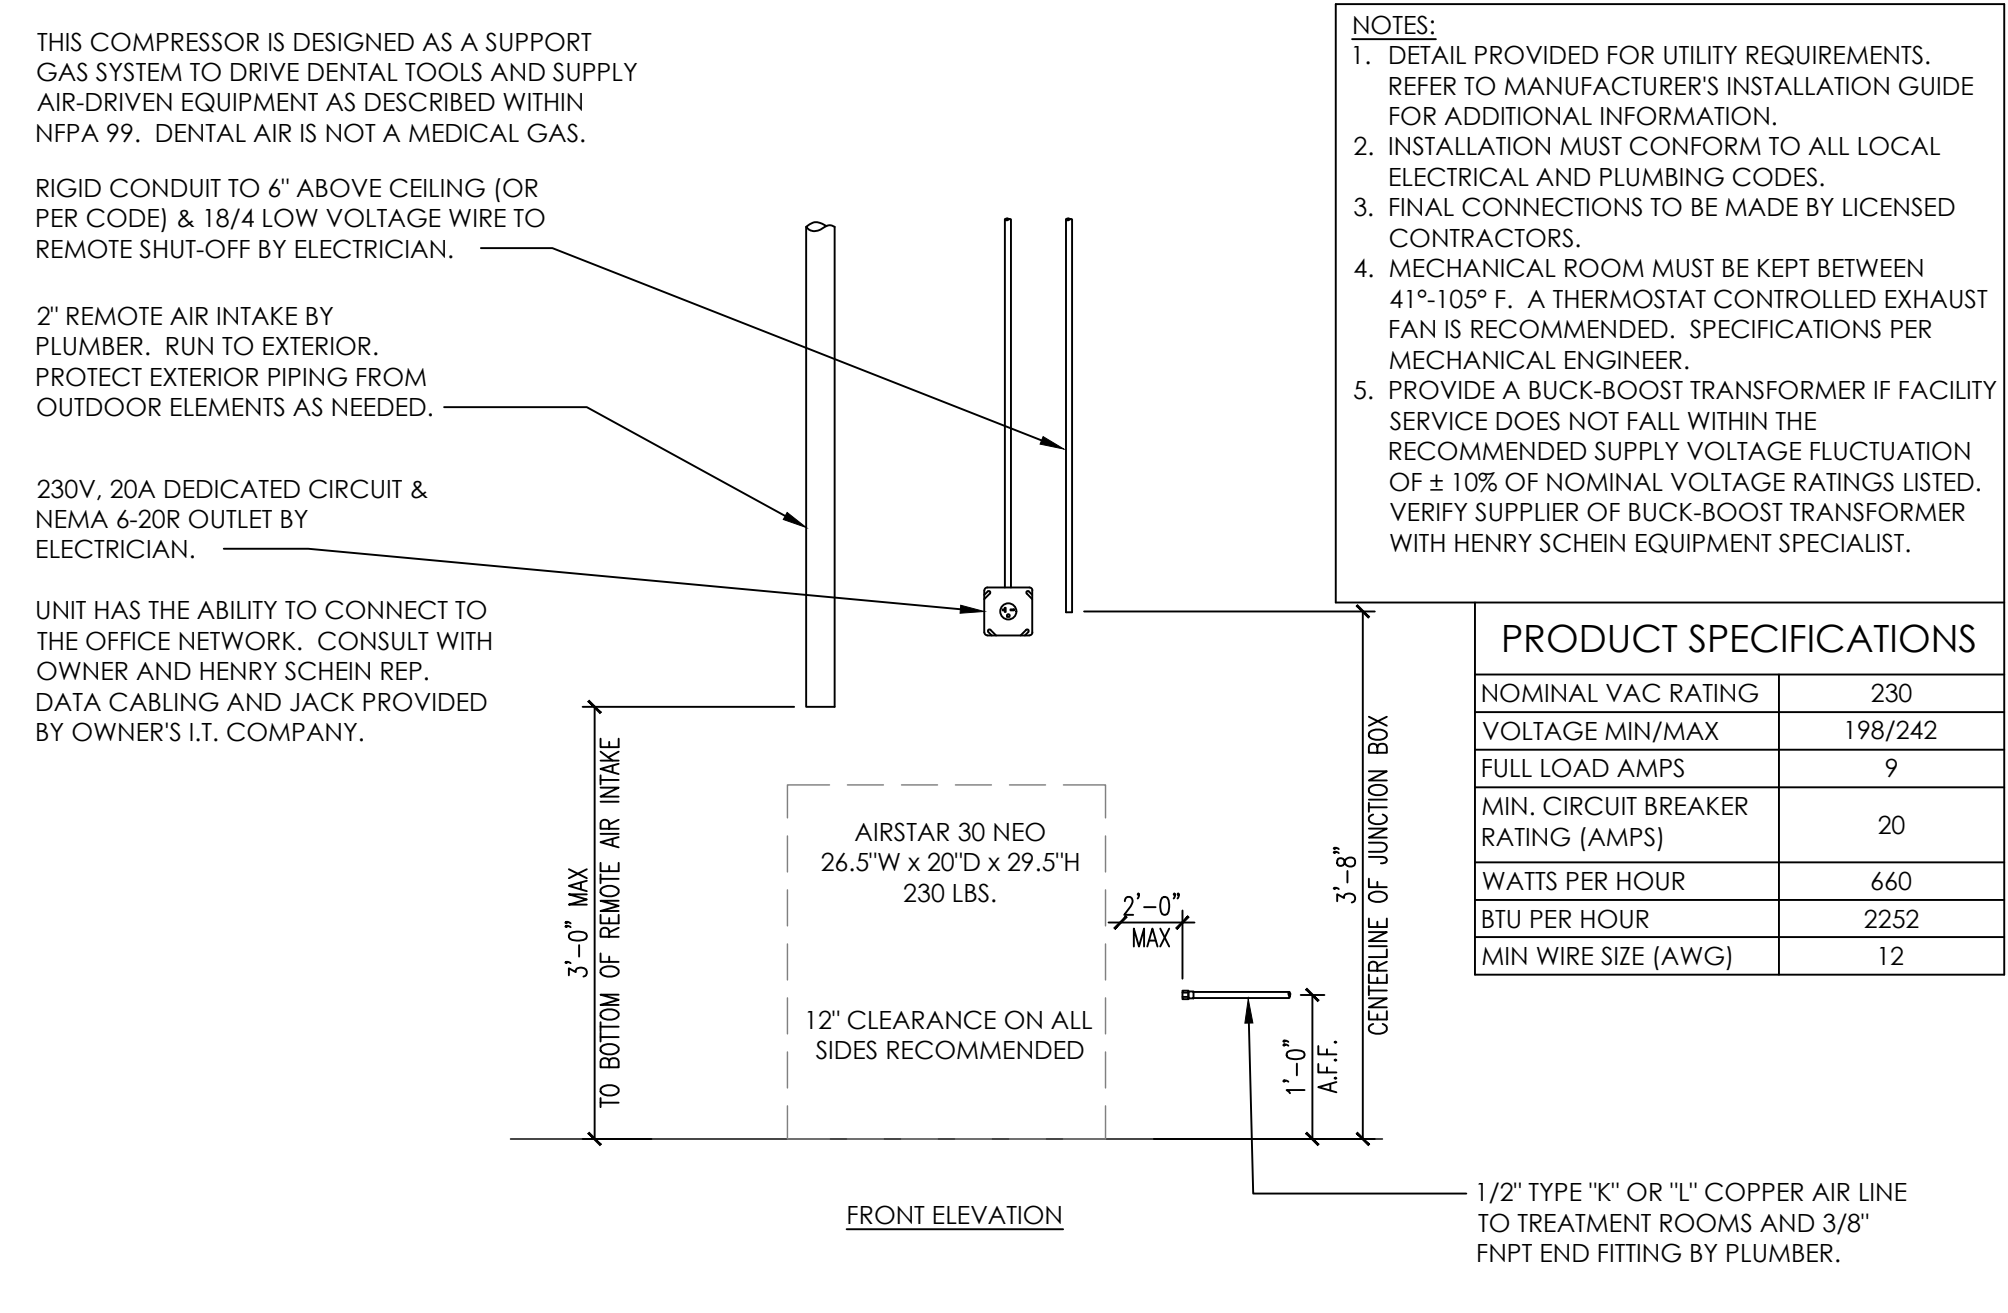 THIS COMPRESSOR IS DESIGNED AS A SUPPORT
GAS SYSTEM TO DRIVE DENTAL TOOLS AND SUPPLY
AIR-DRIVEN EQUIPMENT AS DESCRIBED WITHIN
NFPA 99.  DENTAL AIR IS NOT A MEDICAL GAS.
RIGID CONDUIT TO 6" ABOVE CEILING (OR
PER CODE) & 18/4 LOW VOLTAGE WIRE TO
REMOTE SHUT-OFF BY ELECTRICIAN.
2" REMOTE AIR INTAKE BY
PLUMBER.  RUN TO EXTERIOR.
PROTECT EXTERIOR PIPING FROM
OUTDOOR ELEMENTS AS NEEDED.
230V, 20A DEDICATED CIRCUIT &
NEMA 6-20R OUTLET BY
ELECTRICIAN.
UNIT HAS THE ABILITY TO CONNECT TO
THE OFFICE NETWORK.  CONSULT WITH
OWNER AND HENRY SCHEIN REP.
DATA CABLING AND JACK PROVIDED
BY OWNER'S I.T. COMPANY.
3'-0" MAX
TO BOTTOM OF REMOTE AIR INTAKE
AIRSTAR 30 NEO
26.5"W x 20"D x 29.5"H
230 LBS.
12" CLEARANCE ON ALL
SIDES RECOMMENDED
2'-0"
MAX
1'-0"
A.F.F.
3'-8"
CENTERLINE OF JUNCTION BOX
FRONT ELEVATION
1/2" TYPE "K" OR "L" COPPER AIR LINE
TO TREATMENT ROOMS AND 3/8"
FNPT END FITTING BY PLUMBER.
NOTES:
1. DETAIL PROVIDED FOR UTILITY REQUIREMENTS.
REFER TO MANUFACTURER'S INSTALLATION GUIDE
FOR ADDITIONAL INFORMATION.
2. INSTALLATION MUST CONFORM TO ALL LOCAL
ELECTRICAL AND PLUMBING CODES.
3. FINAL CONNECTIONS TO BE MADE BY LICENSED
CONTRACTORS.
4. MECHANICAL ROOM MUST BE KEPT BETWEEN
41°-105° F.  A THERMOSTAT CONTROLLED EXHAUST
FAN IS RECOMMENDED.  SPECIFICATIONS PER
MECHANICAL ENGINEER.
5. PROVIDE A BUCK-BOOST TRANSFORMER IF FACILITY
SERVICE DOES NOT FALL WITHIN THE
RECOMMENDED SUPPLY VOLTAGE FLUCTUATION
OF ± 10% OF NOMINAL VOLTAGE RATINGS LISTED.
VERIFY SUPPLIER OF BUCK-BOOST TRANSFORMER
WITH HENRY SCHEIN EQUIPMENT SPECIALIST.
PRODUCT SPECIFICATIONS
NOMINAL VAC RATING 230
VOLTAGE MIN/MAX 198/242
FULL LOAD AMPS 9
MIN. CIRCUIT BREAKER
RATING (AMPS) 20
WATTS PER HOUR 660
BTU PER HOUR 2252
MIN WIRE SIZE (AWG) 12